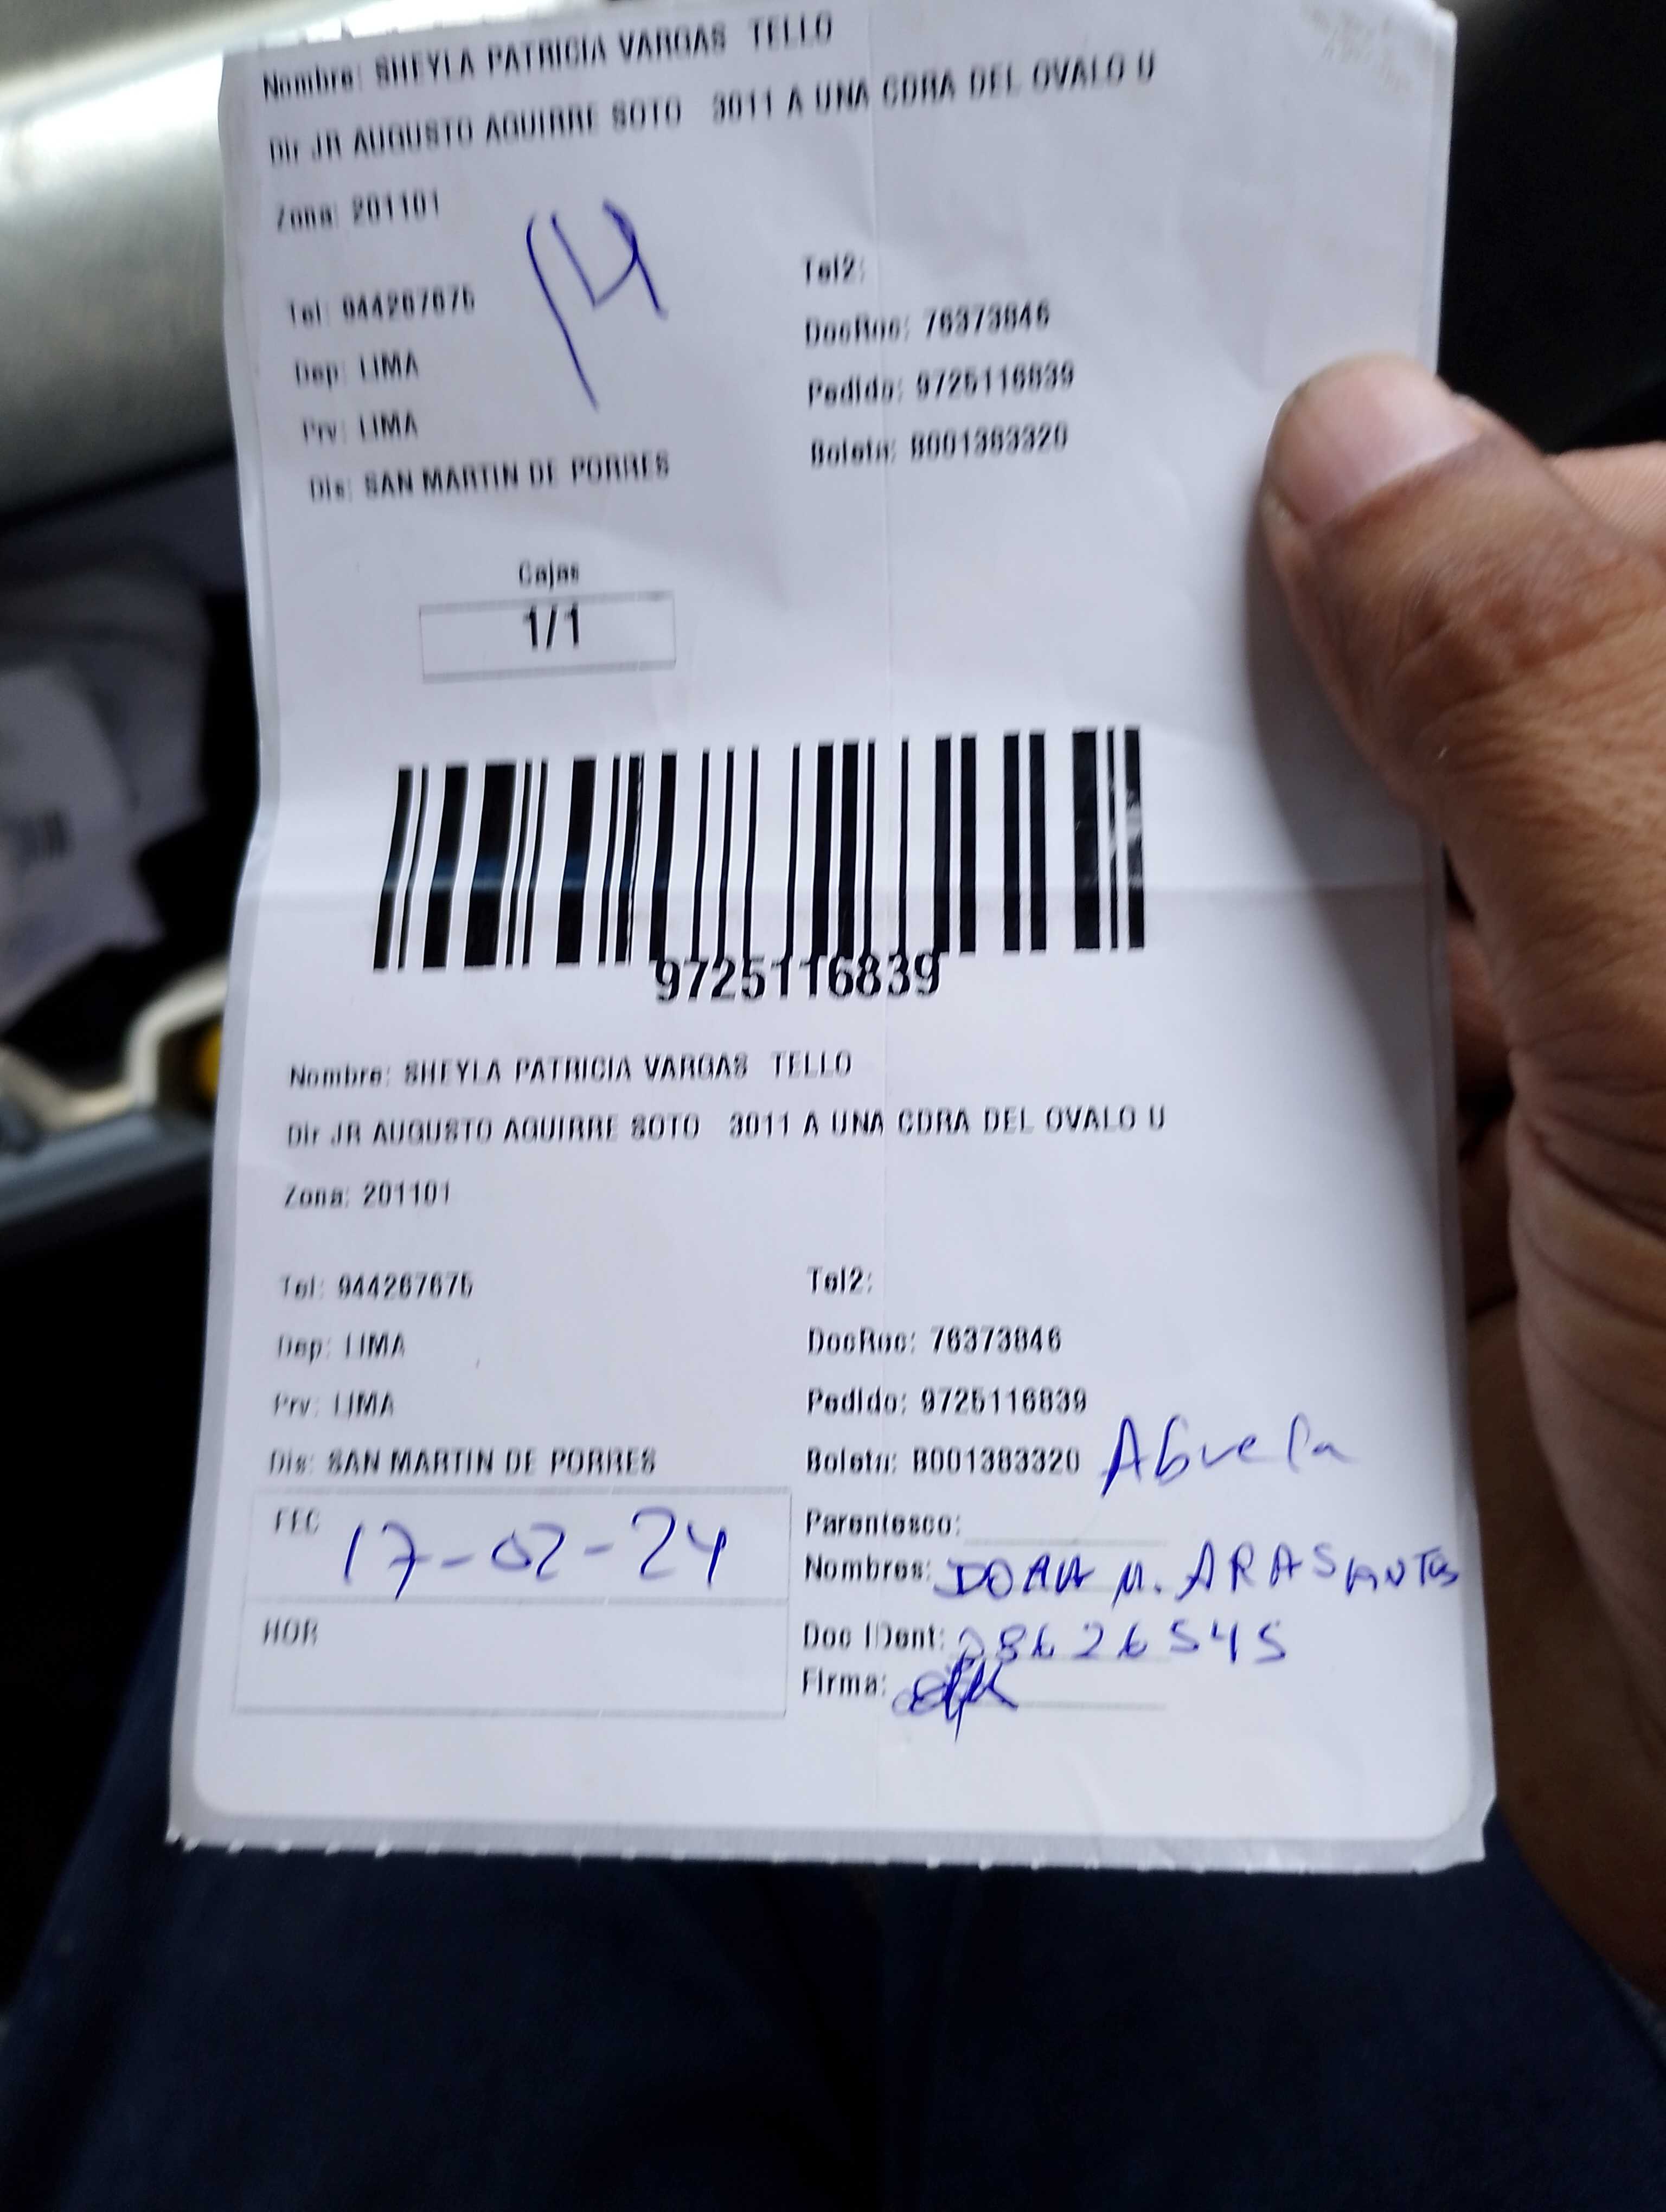 Nombre: SHEYLA PATRICIA VARGAS TELLO
Dir JR AUGUSTO AGUIRRE SOTO 3011 A UNA CDRA DEL OVALO U
Zona: 201101
14
Tel: 944267675 Tel2:
DocRec: 76373846
Dep: LIMA Pedido: 9725116839
Prv: LIMA Boleta: B001383320
Dis: SAN MARTIN DE PORRES
Cajas
1/1
9725116839
Nombre: SHEYLA PATRICIA VARGAS TELLO
Dir JR AUGUSTO AGUIRRE SOTO 3011 A UNA CDRA DEL OVALO U
Zona: 201101
Tel: 944267675 Tel2:
Dep: LIMA DocRec: 76373846
Prv: LIMA Pedido: 9725116839
Dis: SAN MARTIN DE PORRES Boleta: B001383320 Abuela
FEC 17-02-24 Parentesco:
Nombres: M. ARASANTOS
HOR Doc IDent: 28626545
Firma: